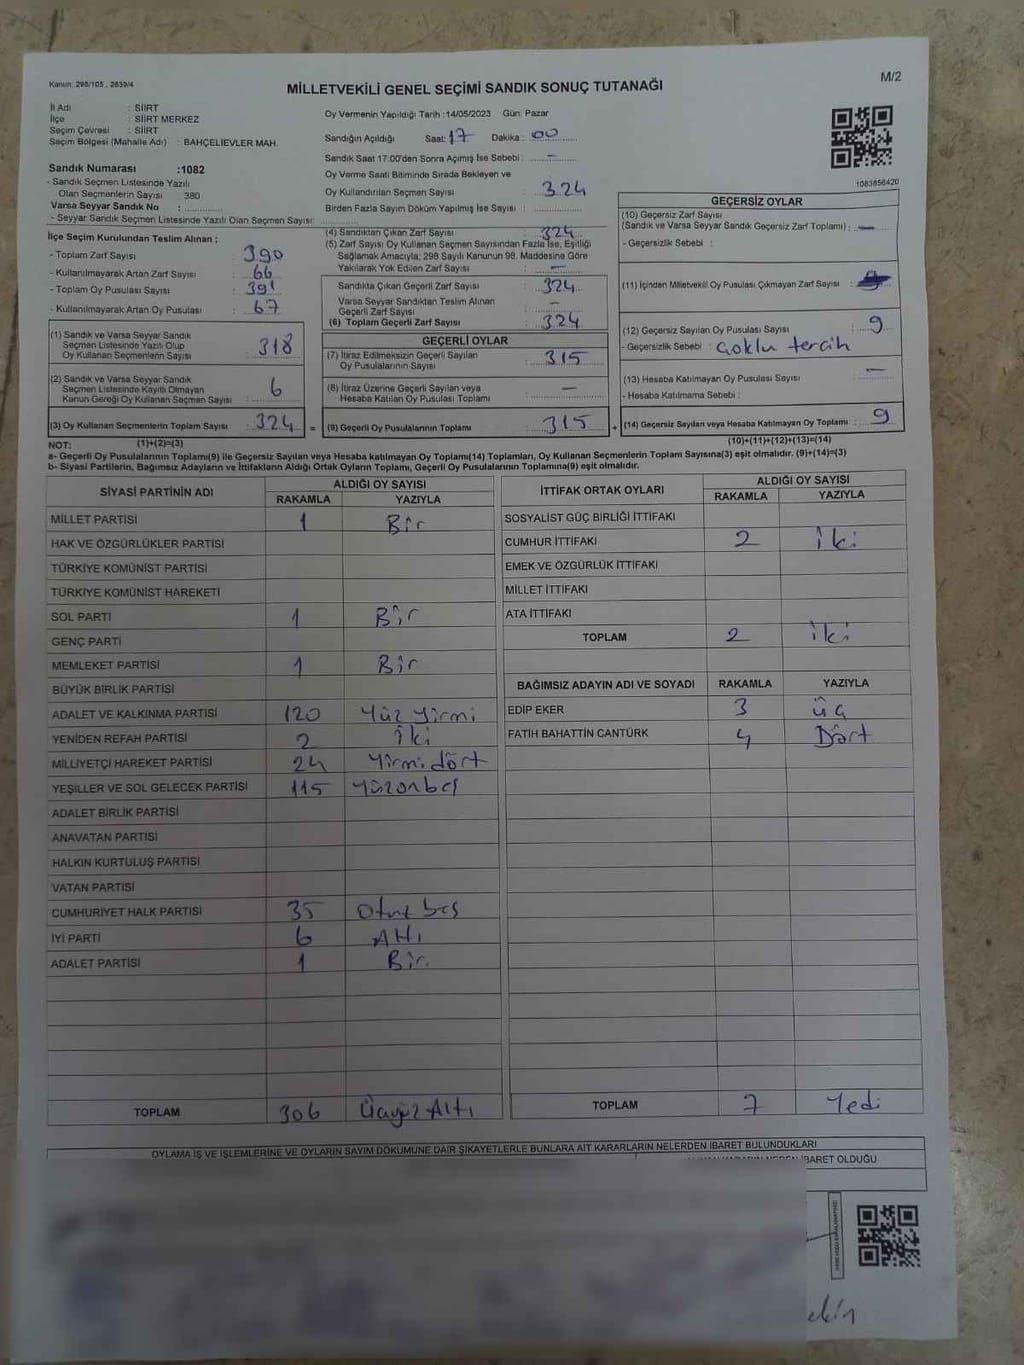 Kanun: 298/105 , 2839/4
M/2
MİLLETVEKİLİ GENEL SEÇİMİ SANDIK SONUÇ TUTANAĞI
İl Adı : SİİRT
İlçe : SİİRT MERKEZ
Seçim Çevresi : SİİRT
Seçim Bölgesi (Mahalle Adı) : BAHÇELİEVLER MAH.
Sandık Numarası :1082
- Sandık Seçmen Listesinde Yazılı
Olan Seçmenlerin Sayısı 380
Varsa Seyyar Sandık No :
- Seyyar Sandık Seçmen Listesinde Yazılı Olan Seçmen Sayısı:
Oy Vermenin Yapıldığı Tarih :14/05/2023 Gün: Pazar
Sandığın Açıldığı Saat: 17 Dakika : 00
Sandık Saat 17:00'den Sonra Açımış İse Sebebi : -
Oy Verme Saati Bitiminde Sırada Bekleyen ve
Oy Kullandırılan Seçmen Sayısı : 324
Birden Fazla Sayım Döküm Yapılmış İse Sayısı :
1083856420
İlçe Seçim Kurulundan Teslim Alınan ;
- Toplam Zarf Sayısı : 390
- Kullanılmayarak Artan Zarf Sayısı : 66
- Toplam Oy Pusulası Sayısı : 391
- Kullanılmayarak Artan Oy Pusulası : 67
(1) Sandık ve Varsa Seyyar Sandık
Seçmen Listesinde Yazılı Olup
Oy Kullanan Seçmenlerin Sayısı : 318
(2) Sandık ve Varsa Seyyar Sandık
Seçmen Listesinde Kayıtlı Olmayan
Kanun Gereği Oy Kullanan Seçmen Sayısı : 6
(3) Oy Kullanan Seçmenlerin Toplam Sayısı : 324 =
(4) Sandıktan Çıkan Zarf Sayısı : 324
(5) Zarf Sayısı Oy Kullanan Seçmen Sayısından Fazla İse, Eşitliği
Sağlamak Amacıyla; 298 Sayılı Kanunun 98. Maddesine Göre
Yakılarak Yok Edilen Zarf Sayısı : -
Sandıkta Çıkan Geçerli Zarf Sayısı : 324
Varsa Seyyar Sandıktan Teslim Alınan
Geçerli Zarf Sayısı : -
(6) Toplam Geçerli Zarf Sayısı : 324
GEÇERLİ OYLAR
(7) İtiraz Edilmeksizin Geçerli Sayılan
Oy Pusulalarının Sayısı : 315
(8) İtiraz Üzerine Geçerli Sayılan veya
Hesaba Katılan Oy Pusulası Toplamı : -
(9) Geçerli Oy Pusulalarının Toplamı : 315 +
GEÇERSİZ OYLAR
(10) Geçersiz Zarf Sayısı
(Sandık ve Varsa Seyyar Sandık Geçersiz Zarf Toplamı) : -
- Geçersizlik Sebebi :
(11) İçinden Milletvekili Oy Pusulası Çıkmayan Zarf Sayısı :
(12) Geçersiz Sayılan Oy Pusulası Sayısı : 9
- Geçersizlik Sebebi : çoklu tercih
(13) Hesaba Katılmayan Oy Pusulası Sayısı : -
- Hesaba Katılmama Sebebi :
(14) Geçersiz Sayılan veya Hesaba Katılmayan Oy Toplamı : 9
NOT: (1)+(2)=(3) (10)+(11)+(12)+(13)=(14)
a- Geçerli Oy Pusulalarının Toplamı(9) ile Geçersiz Sayılan veya Hesaba katılmayan Oy Toplamı(14) Toplamları, Oy Kullanan Seçmenlerin Toplam Sayısına(3) eşit olmalıdır. (9)+(14)=(3)
b- Siyasi Partilerin, Bağımsız Adayların ve İttifakların Aldığı Ortak Oyların Toplamı, Geçerli Oy Pusulalarının Toplamına(9) eşit olmalıdır.
SİYASİ PARTİNİN ADI ALDIĞI OY SAYISI
RAKAMLA YAZIYLA
MİLLET PARTİSİ 1 Bir
HAK VE ÖZGÜRLÜKLER PARTİSİ
TÜRKİYE KOMÜNİST PARTİSİ
TÜRKİYE KOMÜNİST HAREKETİ
SOL PARTİ 1 Bir
GENÇ PARTİ
MEMLEKET PARTİSİ 1 Bir
BÜYÜK BİRLİK PARTİSİ
ADALET VE KALKINMA PARTİSİ 120 Yüz yirmi
YENİDEN REFAH PARTİSİ 2 İki
MİLLİYETÇİ HAREKET PARTİSİ 24 Yirmi dört
YEŞİLLER VE SOL GELECEK PARTİSİ 115 Yüzonbeş
ADALET BİRLİK PARTİSİ
ANAVATAN PARTİSİ
HALKIN KURTULUŞ PARTİSİ
VATAN PARTİSİ
CUMHURİYET HALK PARTİSİ 35 Otuz beş
İYİ PARTİ 6 Altı
ADALET PARTİSİ 1 Bir
TOPLAM 306 Üçyüz Altı
İTTİFAK ORTAK OYLARI ALDIĞI OY SAYISI
RAKAMLA YAZIYLA
SOSYALİST GÜÇ BİRLİĞİ İTTİFAKI
CUMHUR İTTİFAKI 2 iki
EMEK VE ÖZGÜRLÜK İTTİFAKI
MİLLET İTTİFAKI
ATA İTTİFAKI
TOPLAM 2 iki
BAĞIMSIZ ADAYIN ADI VE SOYADI RAKAMLA YAZIYLA
EDİP EKER 3 üç
FATİH BAHATTİN CANTÜRK 4 Dört
TOPLAM 7 Yedi
OYLAMA İŞ VE İŞLEMLERİNE VE OYLARIN SAYIM DÖKÜMÜNE DAİR ŞİKAYETLERLE BUNLARA AİT KARARLARIN NELERDEN İBARET BULUNDUKLARI
İBARET OLDUĞU